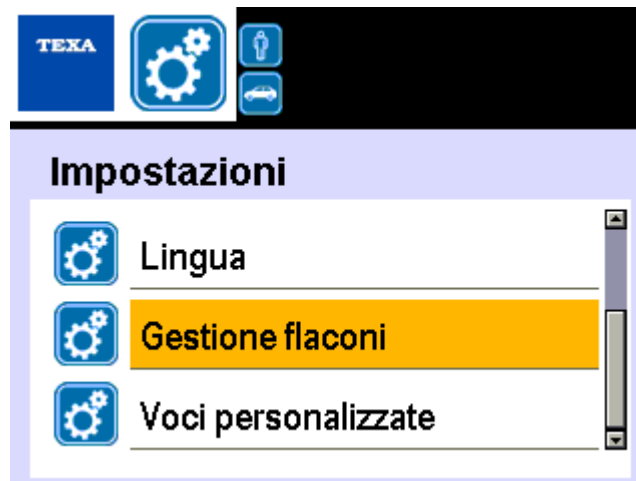 TEXA
Impostazioni
Lingua
Gestione flaconi
Voci personalizzate